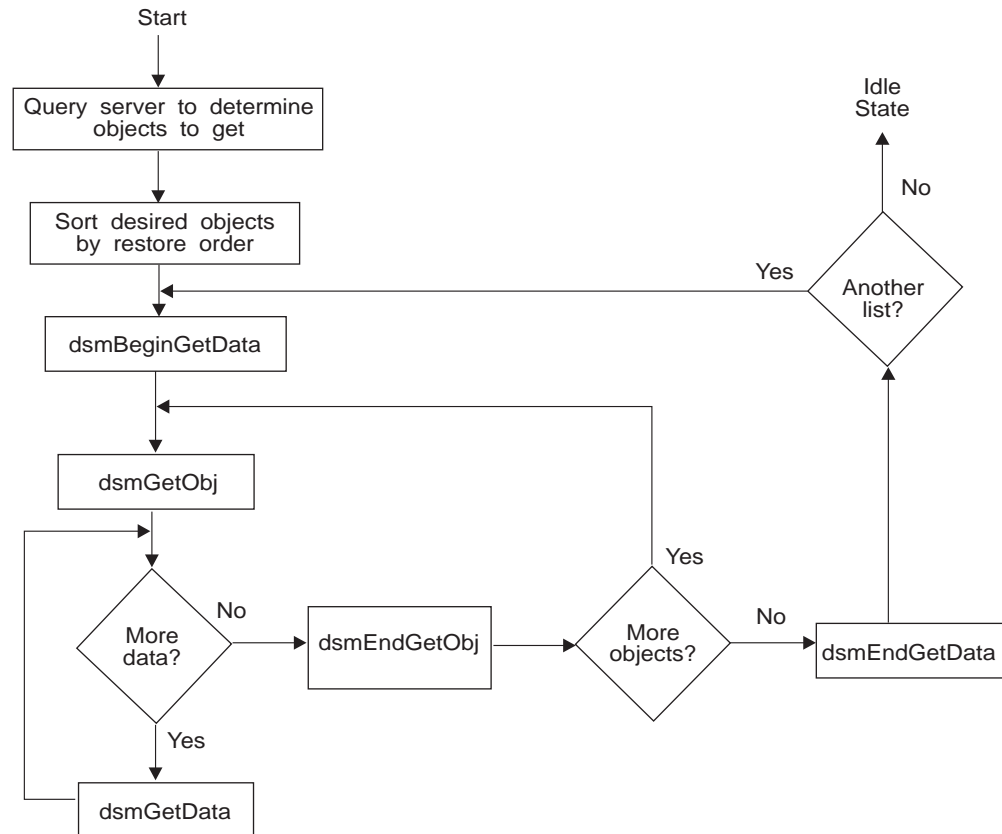 Start
Query server to determine
objects to get
Idle
State
No
Sort desired objects
by restore order
Yes
Another
list?
dsmBeginGetData
dsmGetObj
Yes
No
No
More
data?
dsmEndGetObj
More
objects?
dsmEndGetData
Yes
dsmGetData